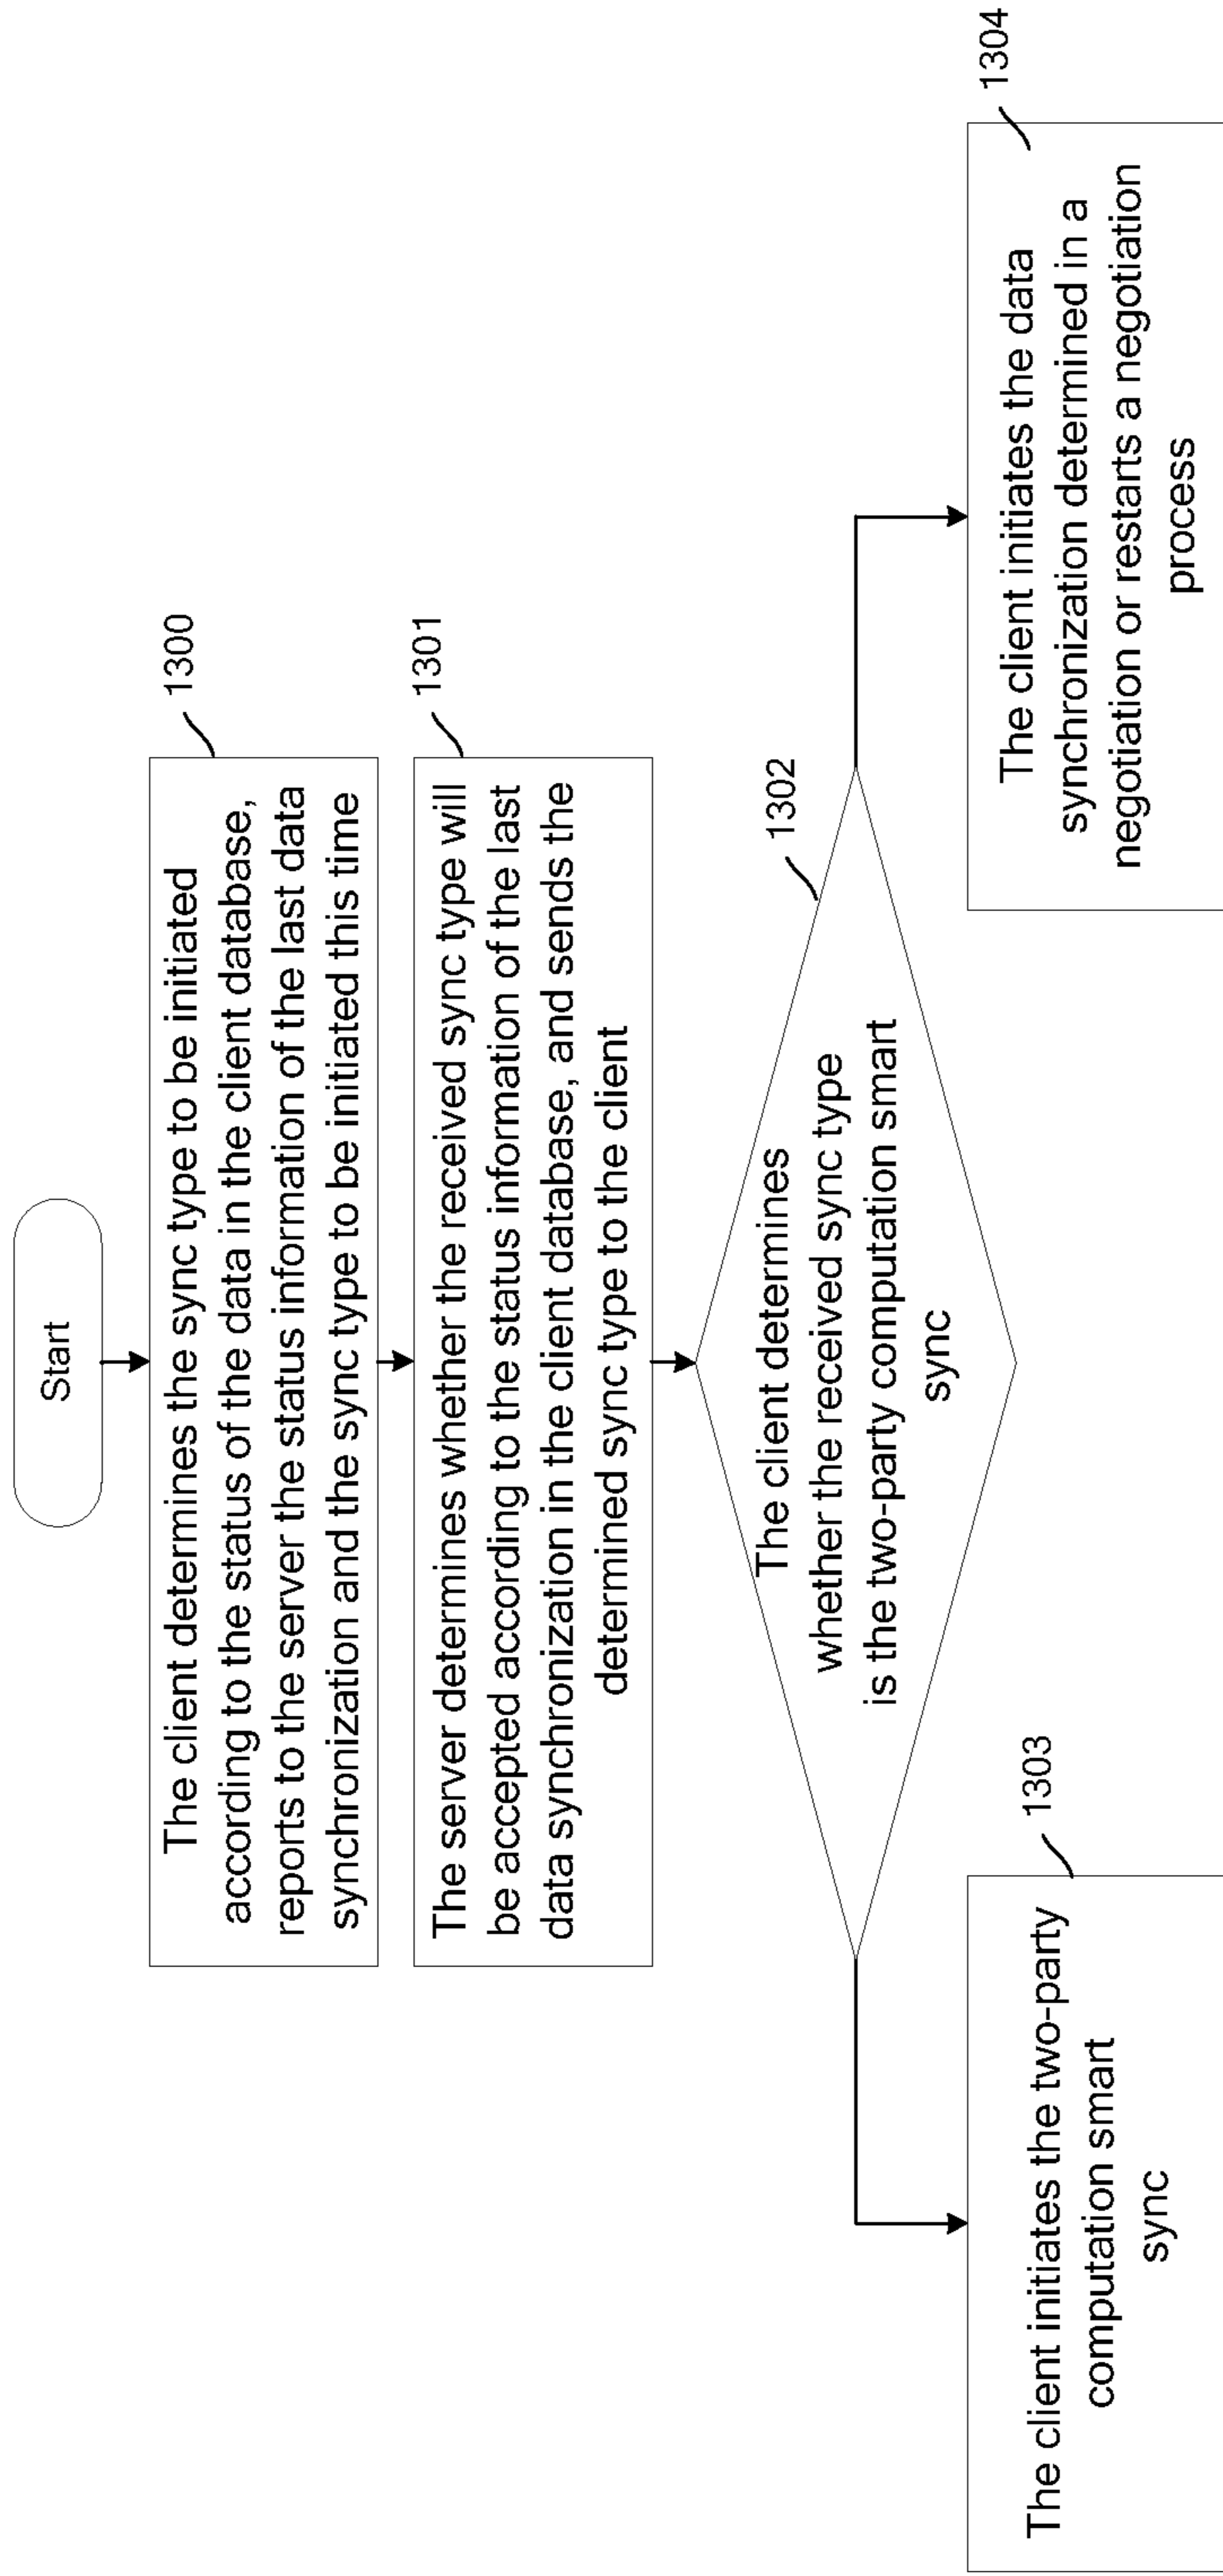 Start
1300
The client determines the sync type to be initiated
according to the status of the data in the client database,
reports to the server the status information of the last data
synchronization and the sync type to be initiated this time
1301
The server determines whether the received sync type will
be accepted according to the status information of the last
data synchronization in the client database, and sends the
determined sync type to the client
1302
The client determines
whether the received sync type
is the two-party computation smart
sync
1303
The client initiates the two-party
computation smart
sync
1304
The client initiates the data
synchronization determined in a
negotiation or restarts a negotiation
process